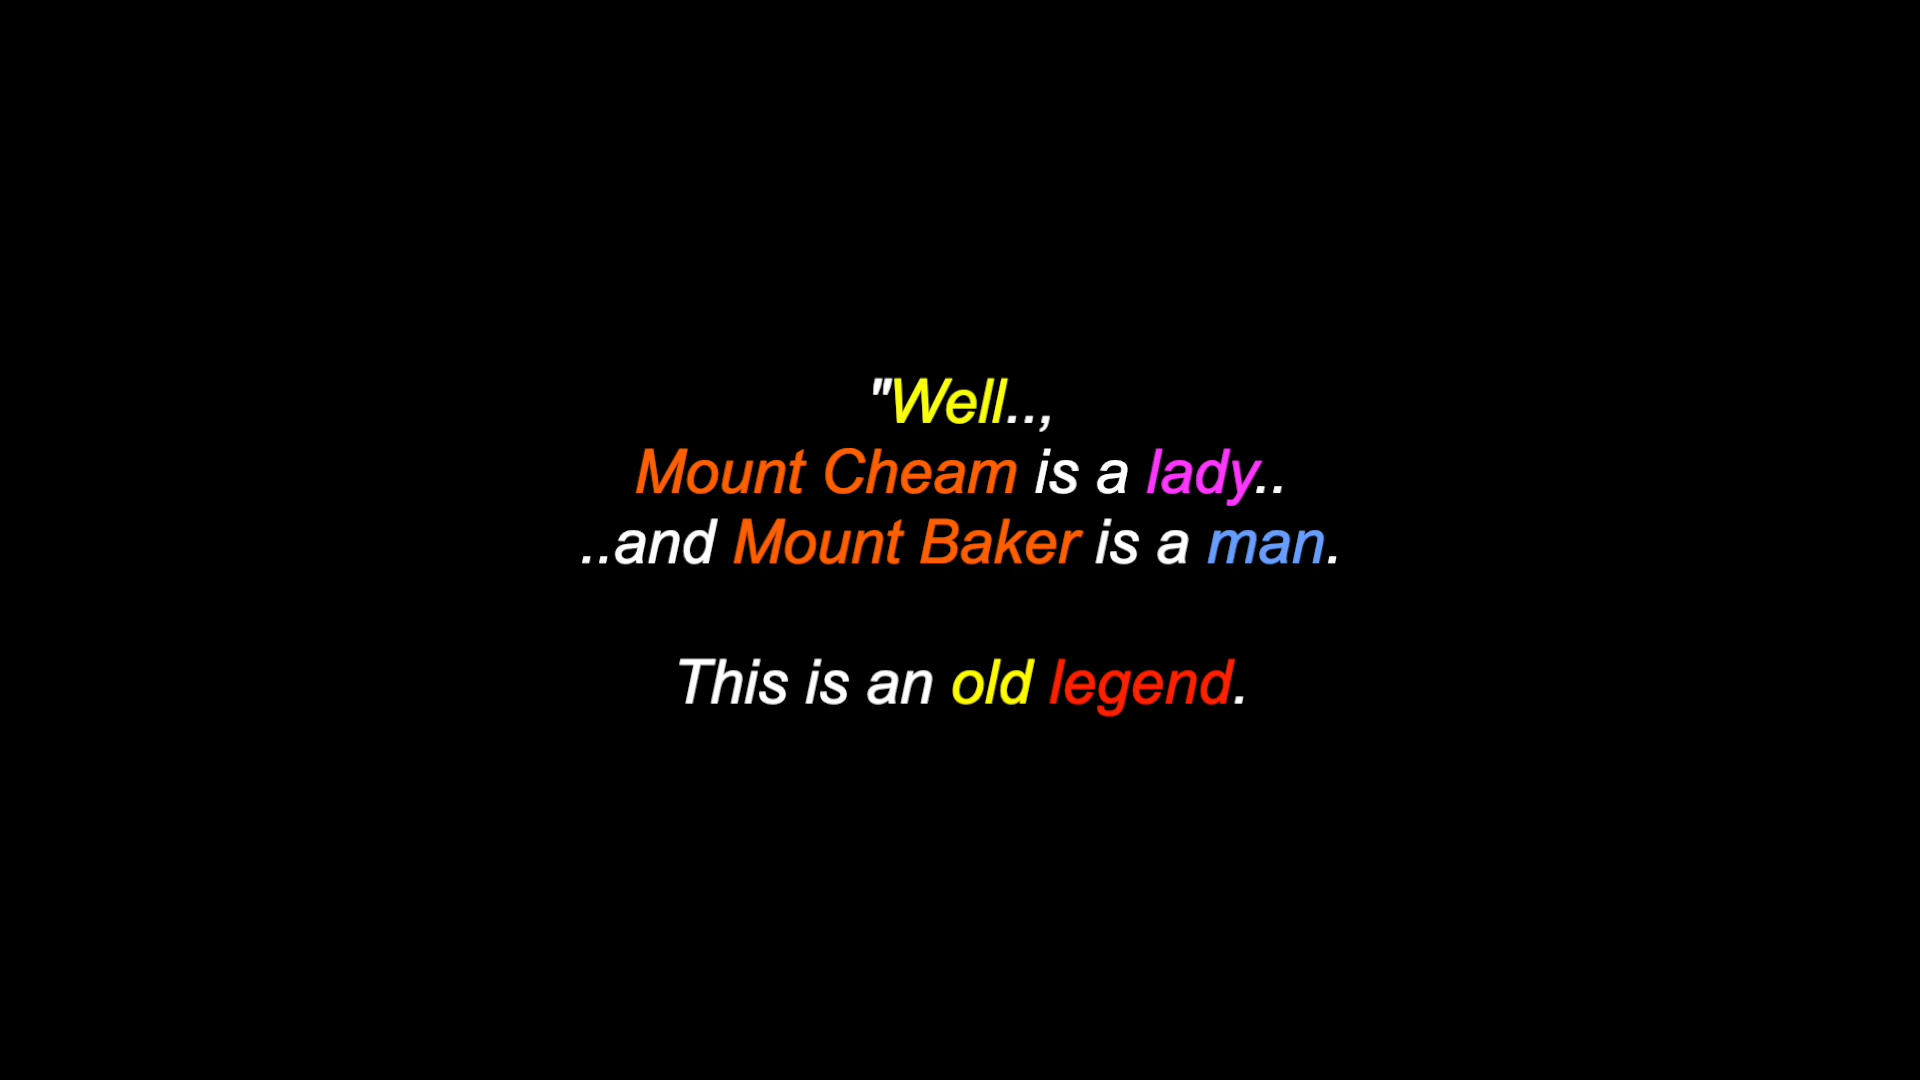 "Well..,
Mount Cheam is a lady..
..and Mount Baker is a man.
This is an old legend.